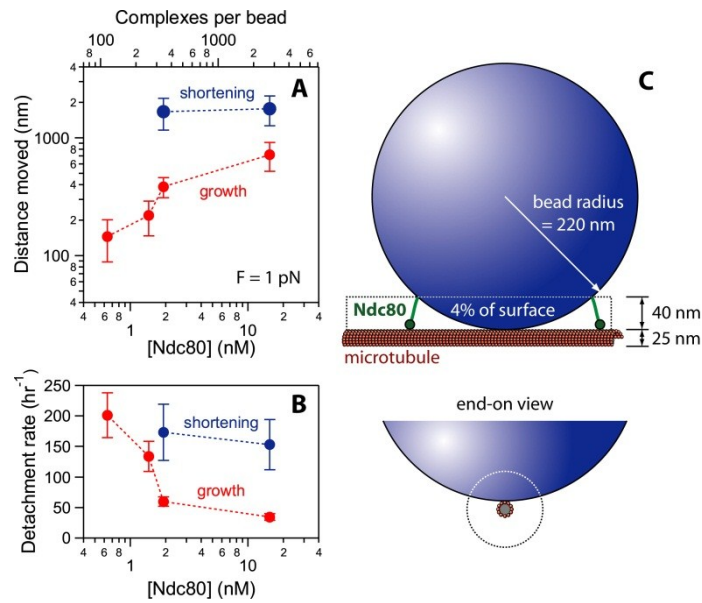 Complexes per bead
100
2
4
6
8
1000
2
4
6
A
shortening
growth
F = 1 pN
Distance moved (nm)
4
2
1000
8
6
4
2
100
8
6
4
4
6
8
1
2
4
6
8
10
2
4
[Ndc80] (nM)
B
shortening
growth
Detachment rate (hr-1)
250
200
150
100
50
0
4
6
8
1
2
4
6
8
10
2
4
[Ndc80] (nM)
C
bead radius
= 220 nm
Ndc80
4% of surface
40 nm
25 nm
microtubule
end-on view